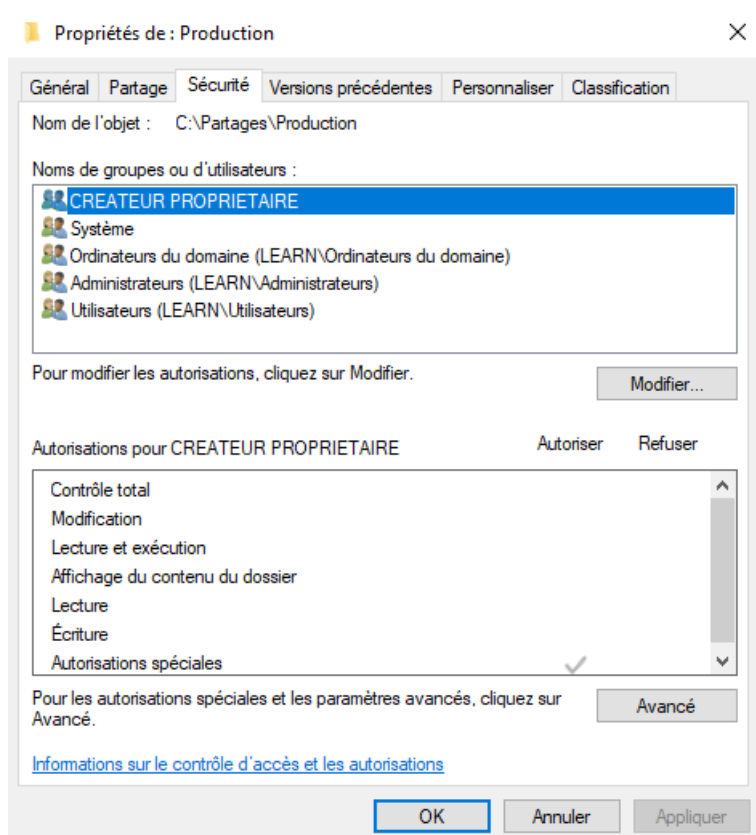 Propriétés de : Production
Général Partage Sécurité Versions précédentes Personnaliser Classification
Nom de l'objet : C:\Partages\Production
Noms de groupes ou d'utilisateurs :
CREATEUR PROPRIETAIRE
Système
Ordinateurs du domaine (LEARN\Ordinateurs du domaine)
Administrateurs (LEARN\Administrateurs)
Utilisateurs (LEARN\Utilisateurs)
Pour modifier les autorisations, cliquez sur Modifier.
Modifier...
Autorisations pour CREATEUR PROPRIETAIRE Autoriser Refuser
Contrôle total
Modification
Lecture et exécution
Affichage du contenu du dossier
Lecture
Écriture
Autorisations spéciales
Pour les autorisations spéciales et les paramètres avancés, cliquez sur
Avancé.
Avancé
Informations sur le contrôle d'accès et les autorisations
OK Annuler Appliquer